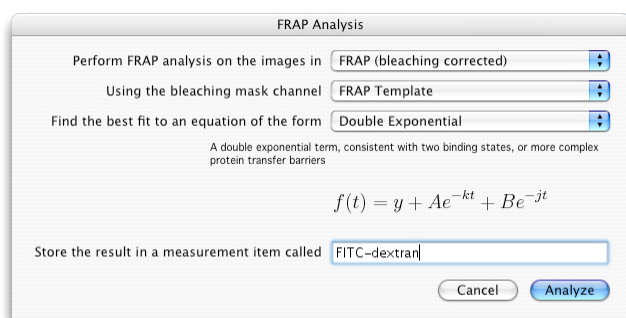 FRAP Analysis
Perform FRAP analysis on the images in FRAP (bleaching corrected)
Using the bleaching mask channel FRAP Template
Find the best fit to an equation of the form Double Exponential
A double exponential term, consistent with two binding states, or more complex
protein transfer barriers
f(t) = y + Ae^{-kt} + Be^{-jt}
Store the result in a measurement item called FITC-dextran
Cancel Analyze